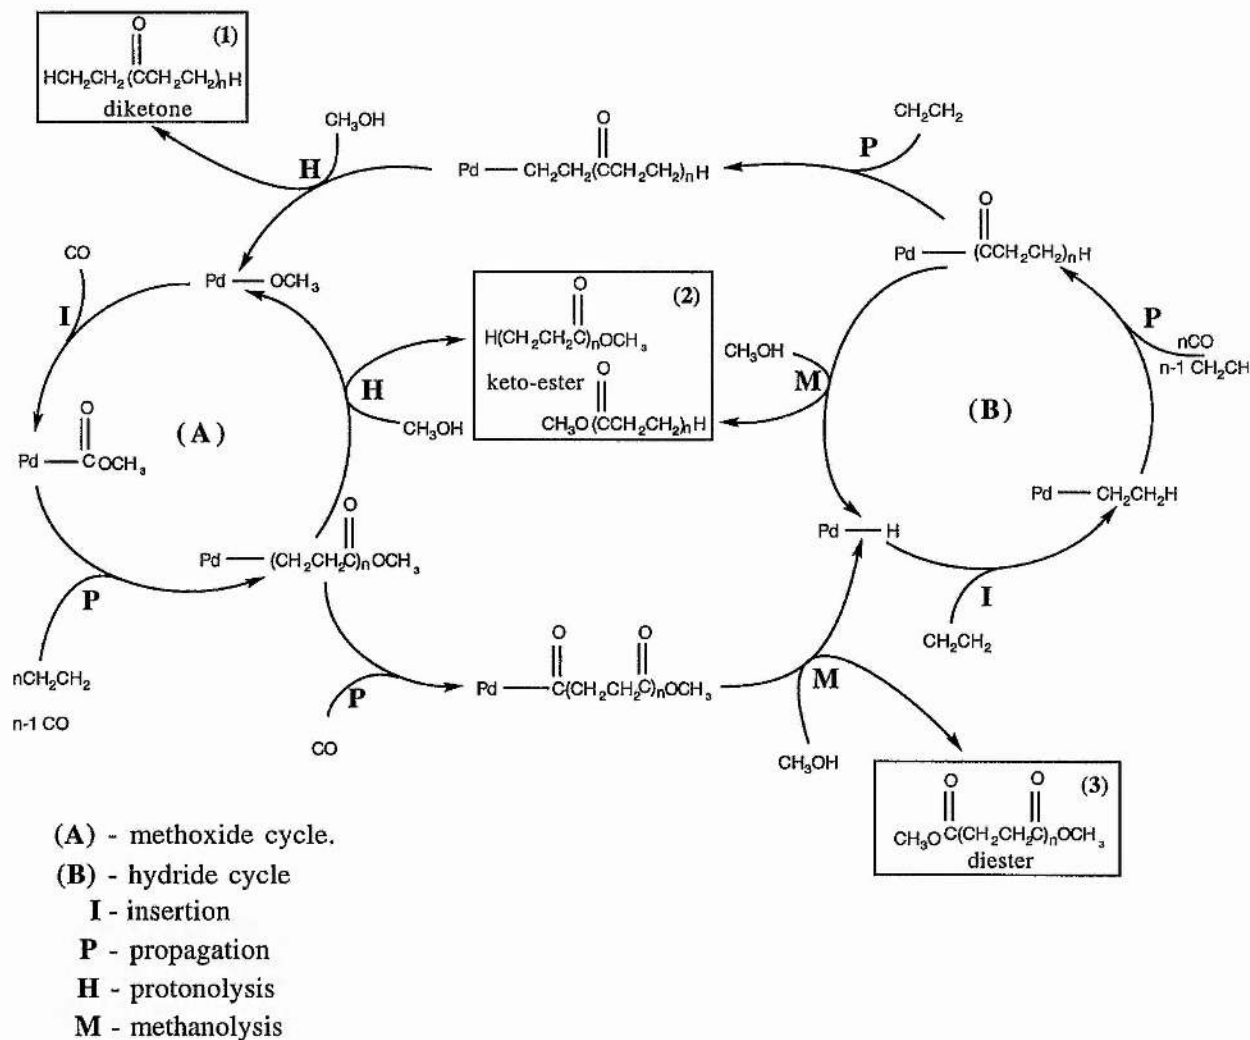 O
(1)
HCH₂CH₂(CCH₂CH₂)ₙH
diketone
CH₃OH
H
O
Pd — CH₂CH₂(CCH₂CH₂)ₙH
CH₂CH₂
P
O
Pd — (CCH₂CH₂)ₙH
CO
I
Pd — OCH₃
O
(2)
H(CH₂CH₂C)ₙOCH₃
keto-ester
O
CH₃O(CCH₂CH₂)ₙH
CH₃OH
M
H
CH₃OH
P
nCO
n-1 CH₂CH
(A)
(B)
O
Pd — COCH₃
Pd — CH₂CH₂H
O
Pd — (CH₂CH₂C)ₙOCH₃
Pd — H
I
CH₂CH₂
P
nCH₂CH₂
n-1 CO
O O
Pd — C(CH₂CH₂C)ₙOCH₃
P
CO
M
CH₃OH
O O
(3)
CH₃OC(CH₂CH₂C)ₙOCH₃
diester
(A) - methoxide cycle.
(B) - hydride cycle
I - insertion
P - propagation
H - protonolysis
M - methanolysis